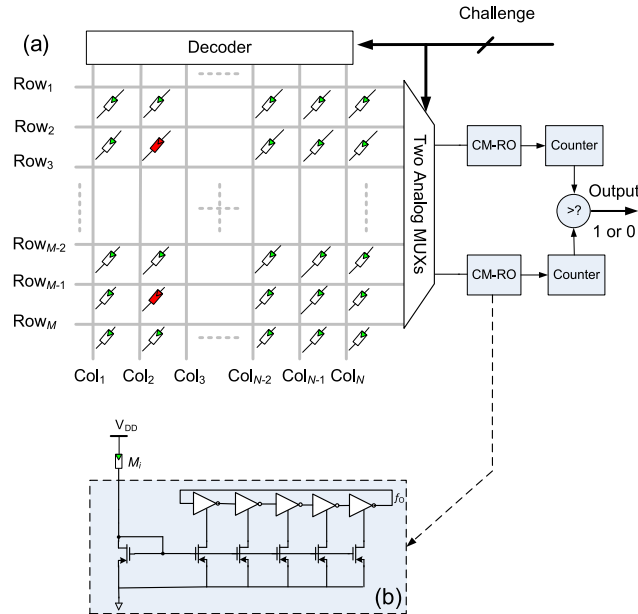 Challenge
(a)
Decoder
Row1
Row2
Row3
RowM-2
RowM-1
RowM
Col1 Col2 Col3 ColN-2 ColN-1 ColN
Two Analog MUXs
CM-RO
Counter
>?
Output
1 or 0
CM-RO
Counter
VDD
Mi
fO
(b)